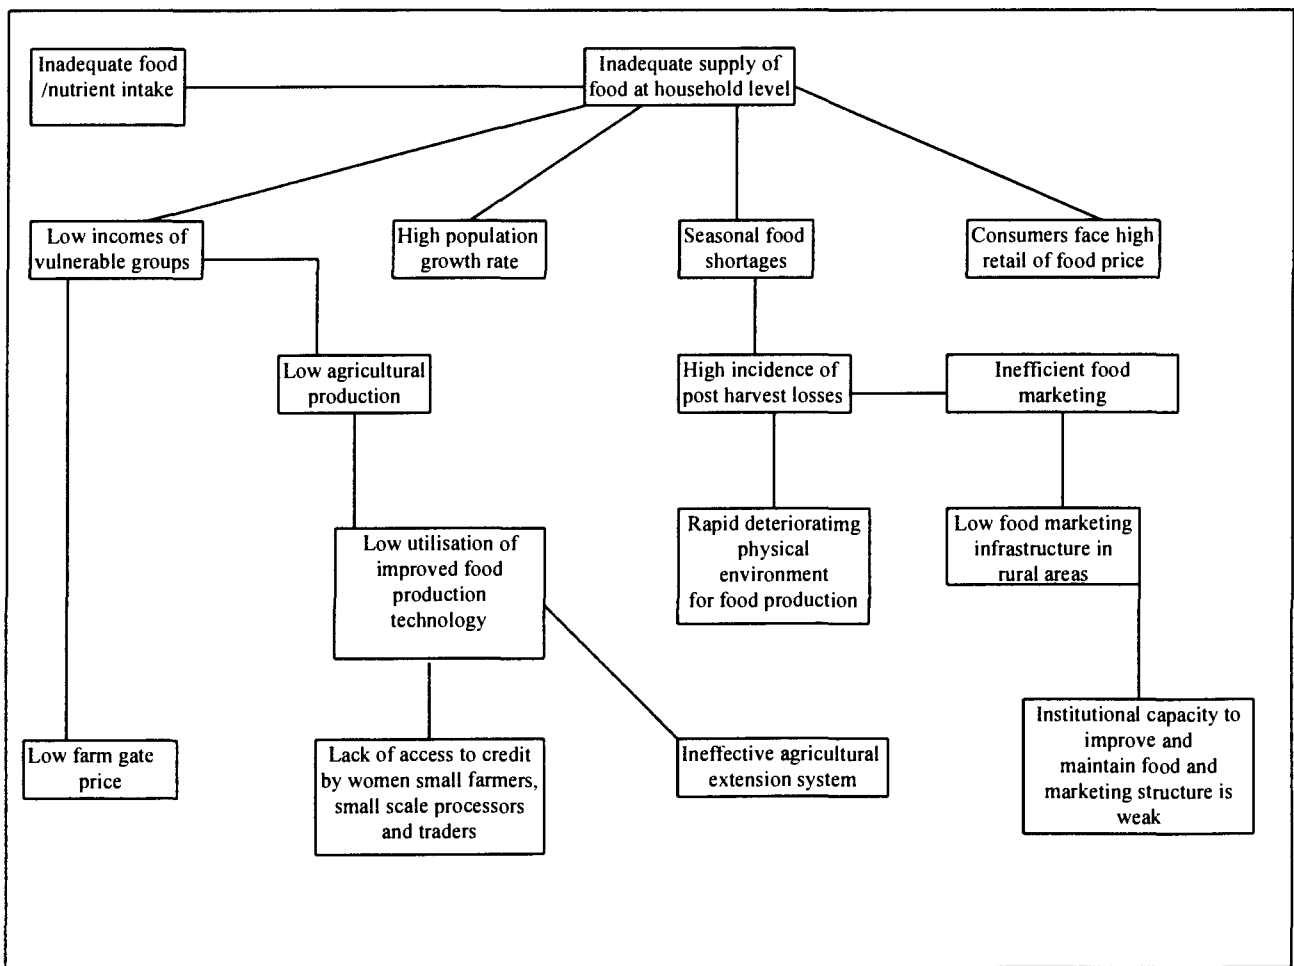 Inadequate food
/nutrient intake
Inadequate supply of
food at household level
Low incomes of
vulnerable groups
High population
growth rate
Seasonal food
shortages
Consumers face high
retail of food price
Low agricultural
production
High incidence of
post harvest losses
Inefficient food
marketing
Low utilisation of
improved food
production
technology
Rapid deterioratimg
physical
environment
for food production
Low food marketing
infrastructure in
rural areas
Low farm gate
price
Lack of access to credit
by women small farmers,
small scale processors
and traders
Ineffective agricultural
extension system
Institutional capacity to
improve and
maintain food and
marketing structure is
weak